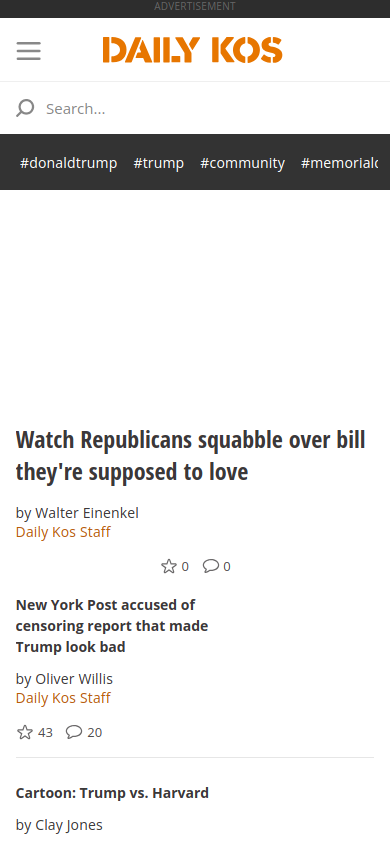 ADVERTISEMENT
DAILY KOS
Search...
#donaldtrump #trump #community #memorialc
Watch Republicans squabble over bill
they're supposed to love
by Walter Einenkel
Daily Kos Staff
0 0
New York Post accused of
censoring report that made
Trump look bad
by Oliver Willis
Daily Kos Staff
43 20
Cartoon: Trump vs. Harvard
by Clay Jones